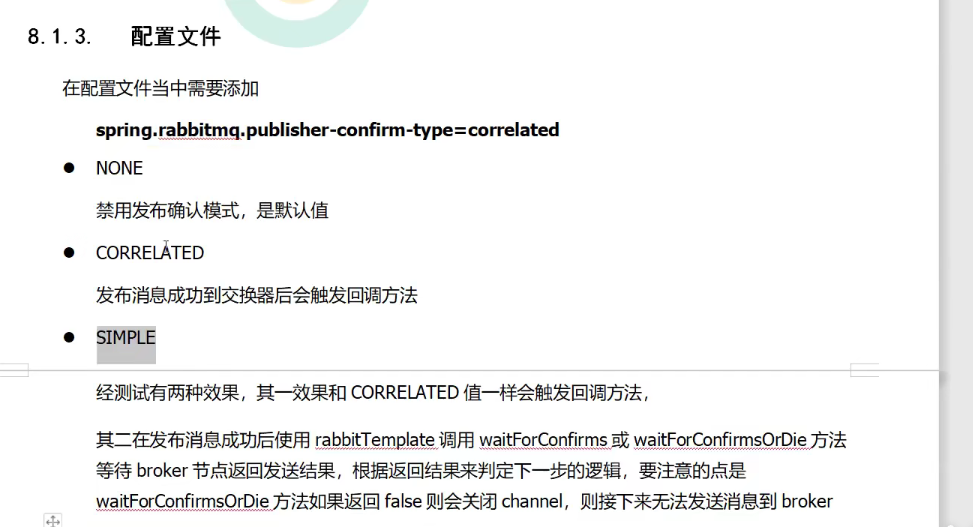 8.1.3. 配置文件
在配置文件当中需要添加
spring.rabbitmq.publisher-confirm-type=correlated
● NONE
禁用发布确认模式，是默认值
● CORRELATED
发布消息成功到交换器后会触发回调方法
● SIMPLE
经测试有两种效果，其一效果和 CORRELATED 值一样会触发回调方法，
其二在发布消息成功后使用 rabbitTemplate 调用 waitForConfirms 或 waitForConfirmsOrDie 方法
等待 broker 节点返回发送结果，根据返回结果来判定下一步的逻辑，要注意的点是
waitForConfirmsOrDie 方法如果返回 false 则会关闭 channel，则接下来无法发送消息到 broker